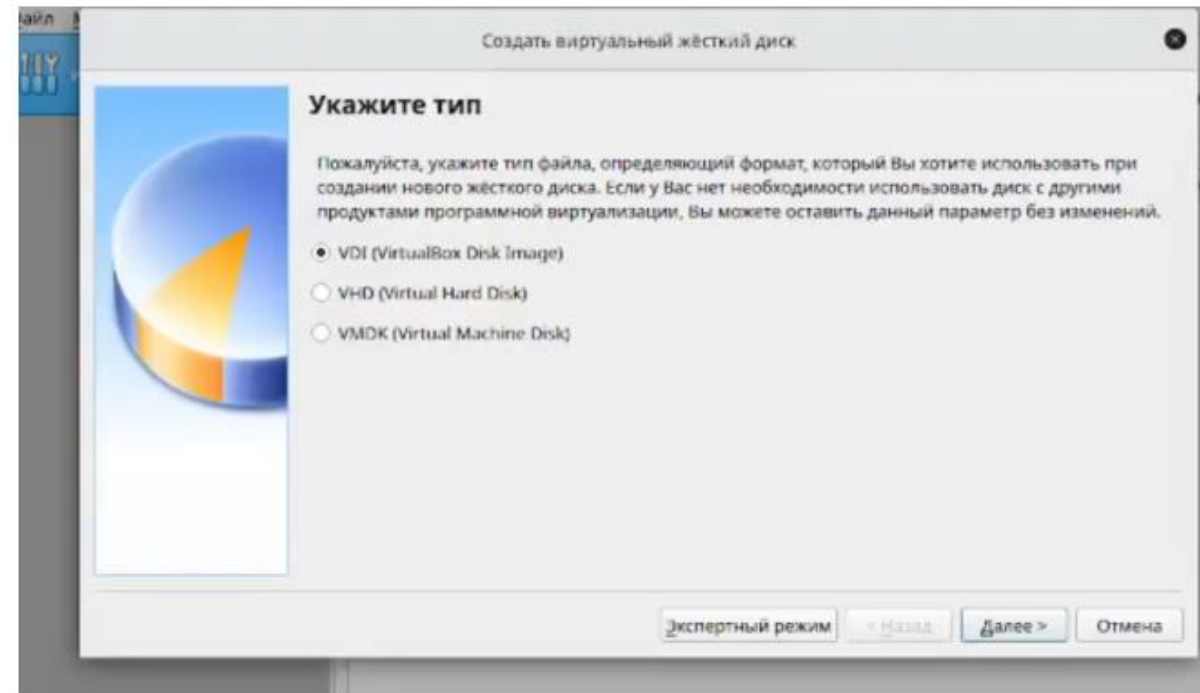 Создать виртуальный жёсткий диск
Укажите тип
Пожалуйста, укажите тип файла, определяющий формат, который Вы хотите использовать при
создании нового жёсткого диска. Если у Вас нет необходимости использовать диск с другими
продуктами программной виртуализации, Вы можете оставить данный параметр без изменений.
VDI (VirtualBox Disk Image)
VHD (Virtual Hard Disk)
VMDK (Virtual Machine Disk)
Экспертный режим
< Назад
Далее >
Отмена